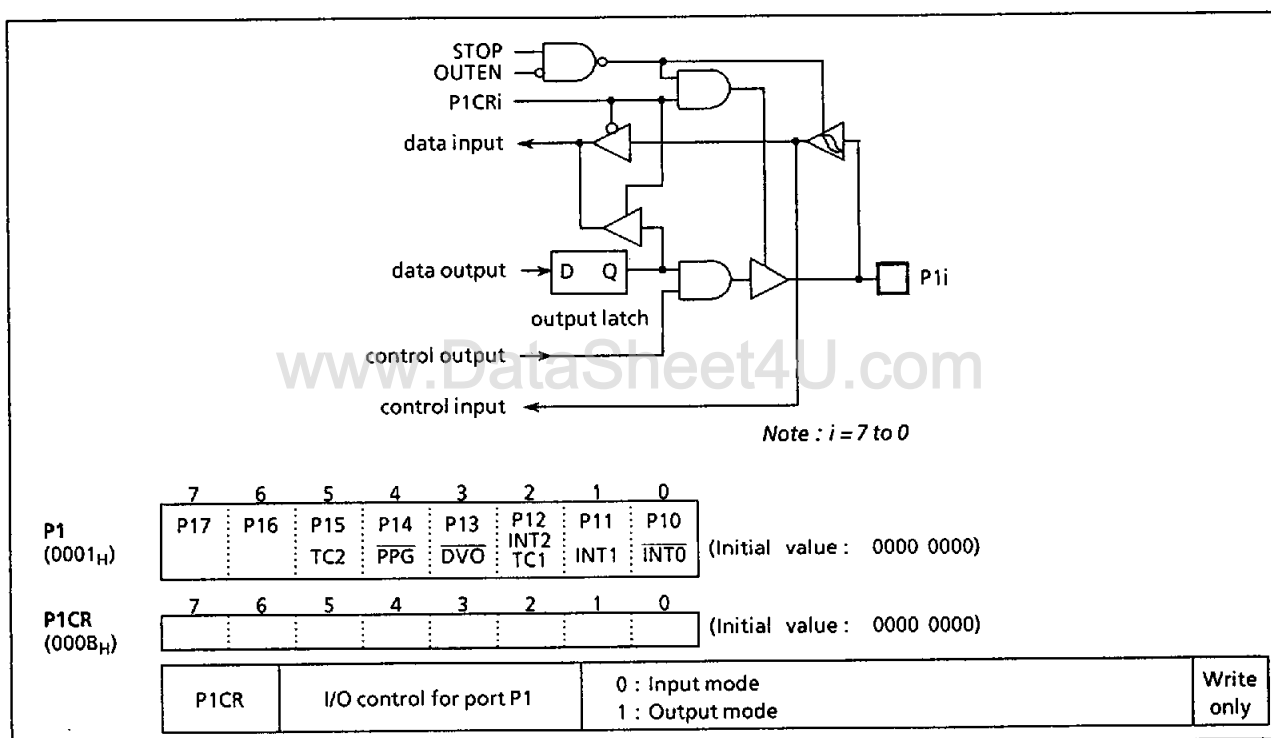 STOP
OUTEN
P1CRi
data input
data output
D Q
P1i
output latch
control output
www.DataSheet4U.com
control input
Note : i = 7 to 0
7 6 5 4 3 2 1 0
P1
(0001H)
P17 P16 P15 P14 P13 P12 P11 P10
INT2
TC2 PPG DVO TC1 INT1 INT0
(Initial value : 0000 0000)
7 6 5 4 3 2 1 0
P1CR
(000BH)
(Initial value : 0000 0000)
P1CR I/O control for port P1 0 : Input mode Write
1 : Output mode only